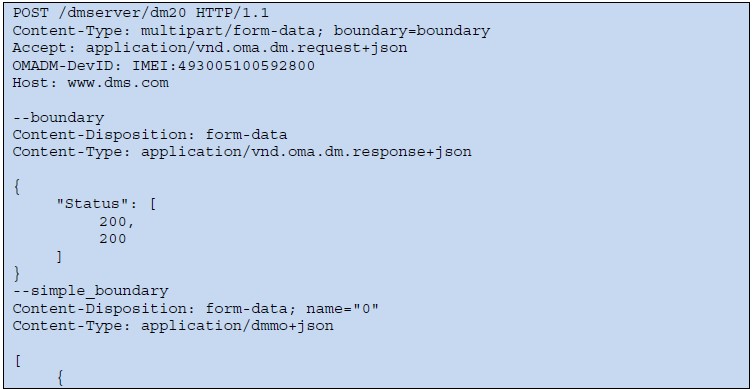 POST /dmserver/dm20 HTTP/1.1
Content-Type: multipart/form-data; boundary=boundary
Accept: application/vnd.oma.dm.request+json
OMADM-DevID: IMEI:493005100592800
Host: www.dms.com

--boundary
Content-Disposition: form-data
Content-Type: application/vnd.oma.dm.response+json

{
     "Status": [
          200,
          200
     ]
}
--simple_boundary
Content-Disposition: form-data; name="0"
Content-Type: application/dmmo+json

[
     {